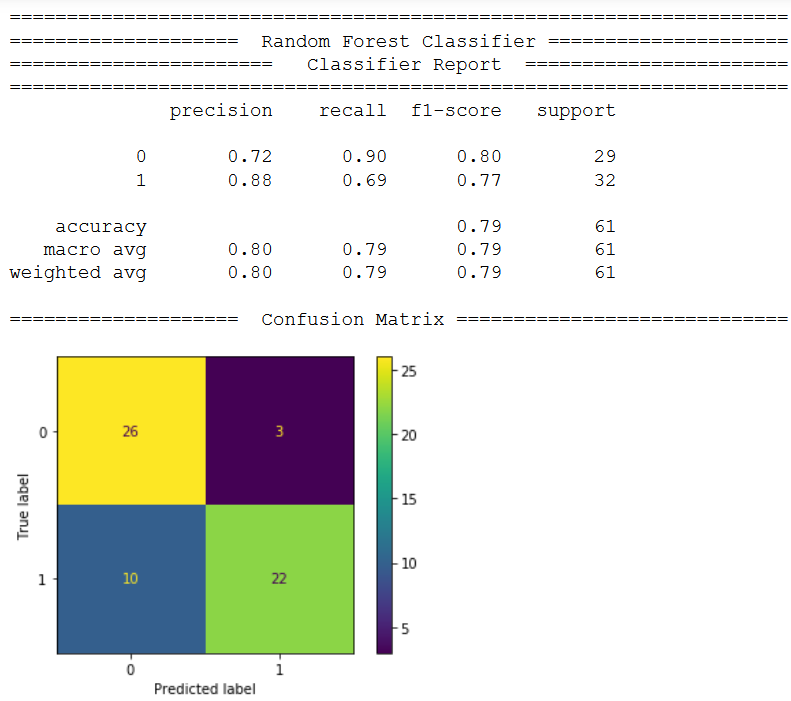 ====================================================================
==================== Random Forest Classifier =====================
======================= Classifier Report =======================
====================================================================
precision recall f1-score support
0 0.72 0.90 0.80 29
1 0.88 0.69 0.77 32
accuracy 0.79 61
macro avg 0.80 0.79 0.79 61
weighted avg 0.80 0.79 0.79 61
==================== Confusion Matrix =============================
25
0 26 3
20
True label
15
1 10 22
10
5
0 1
Predicted label